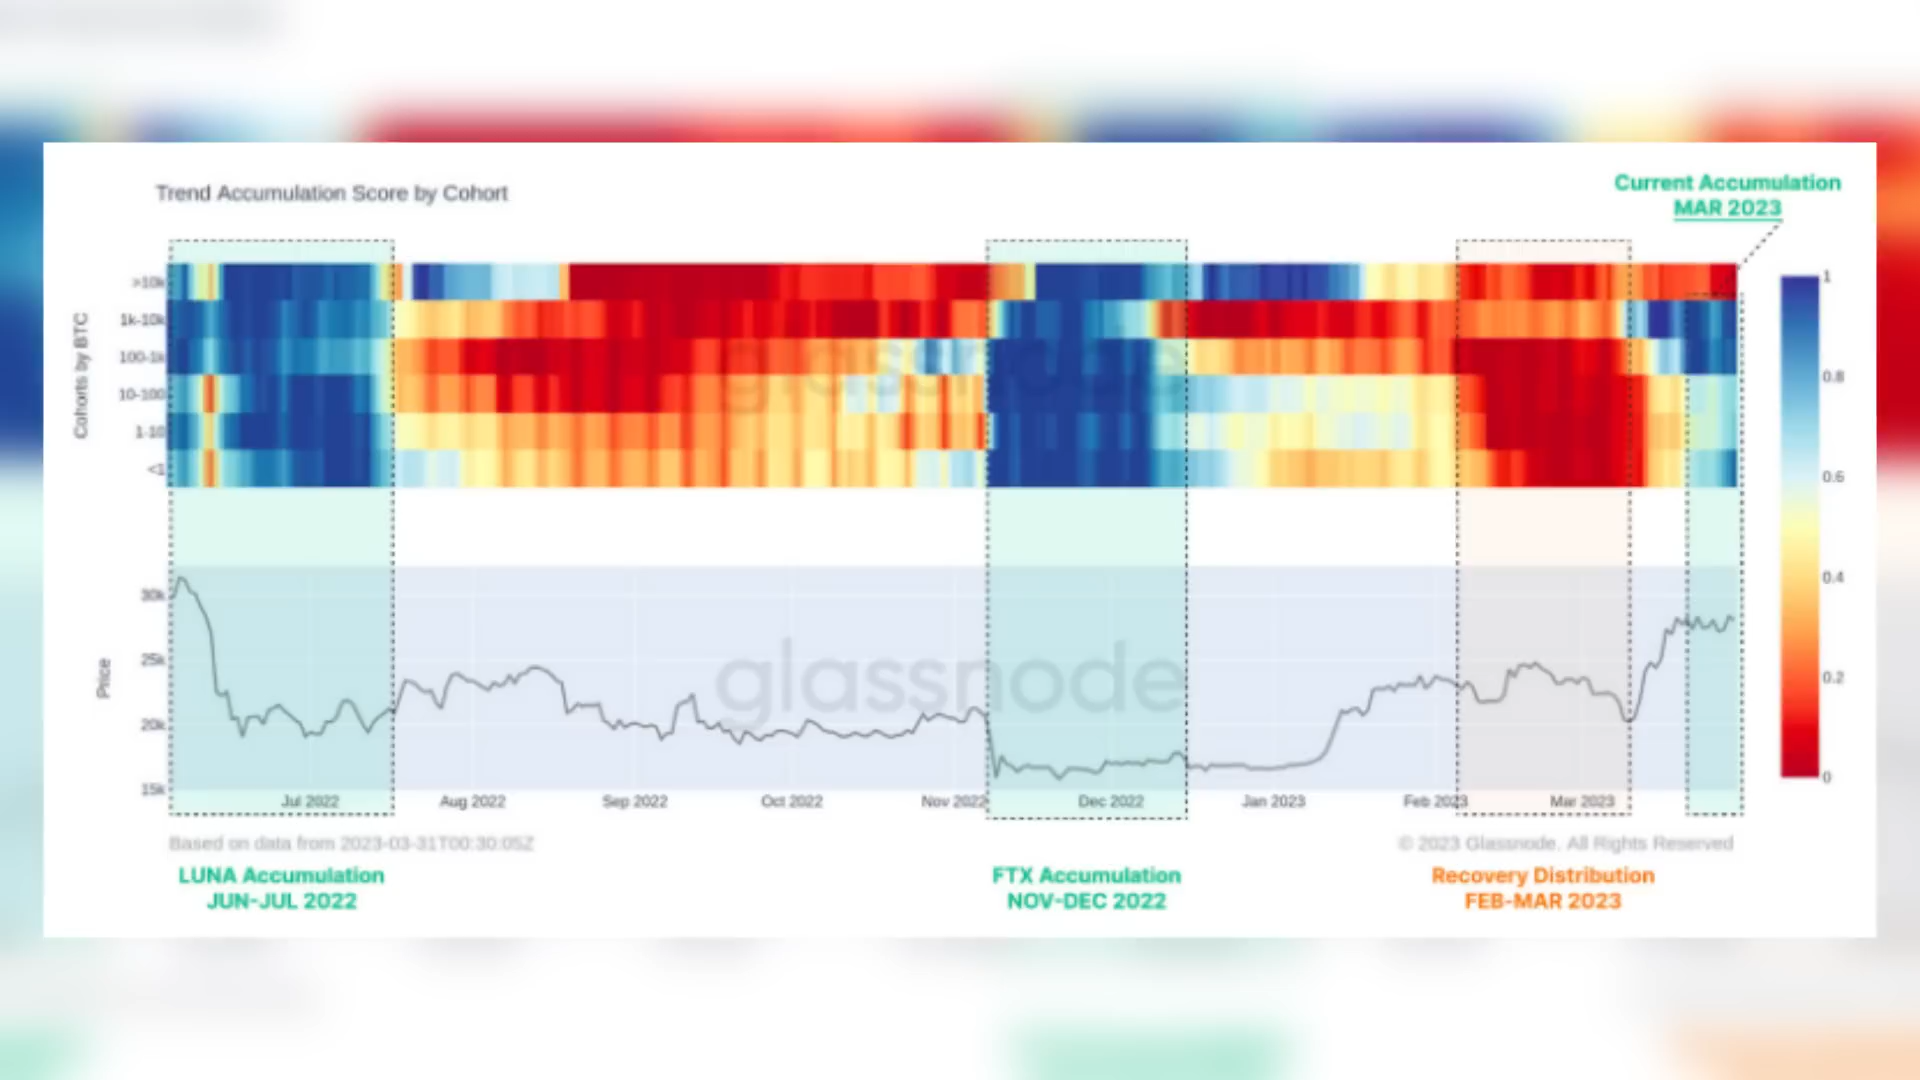 Trend Accumulation Score by Cohort
Current Accumulation
MAR 2023
Cohorts by BTC
>10k
1k-10k
100-1k
10-100
1-10
<1
glassnode
1
0.8
0.6
0.4
0.2
0
Price
30k
25k
20k
15k
glassnode
Jul 2022
Aug 2022
Sep 2022
Oct 2022
Nov 2022
Dec 2022
Jan 2023
Feb 2023
Mar 2023
Based on data from 2023-03-31T00:30:05Z
© 2023 Glassnode. All Rights Reserved
LUNA Accumulation
JUN-JUL 2022
FTX Accumulation
NOV-DEC 2022
Recovery Distribution
FEB-MAR 2023